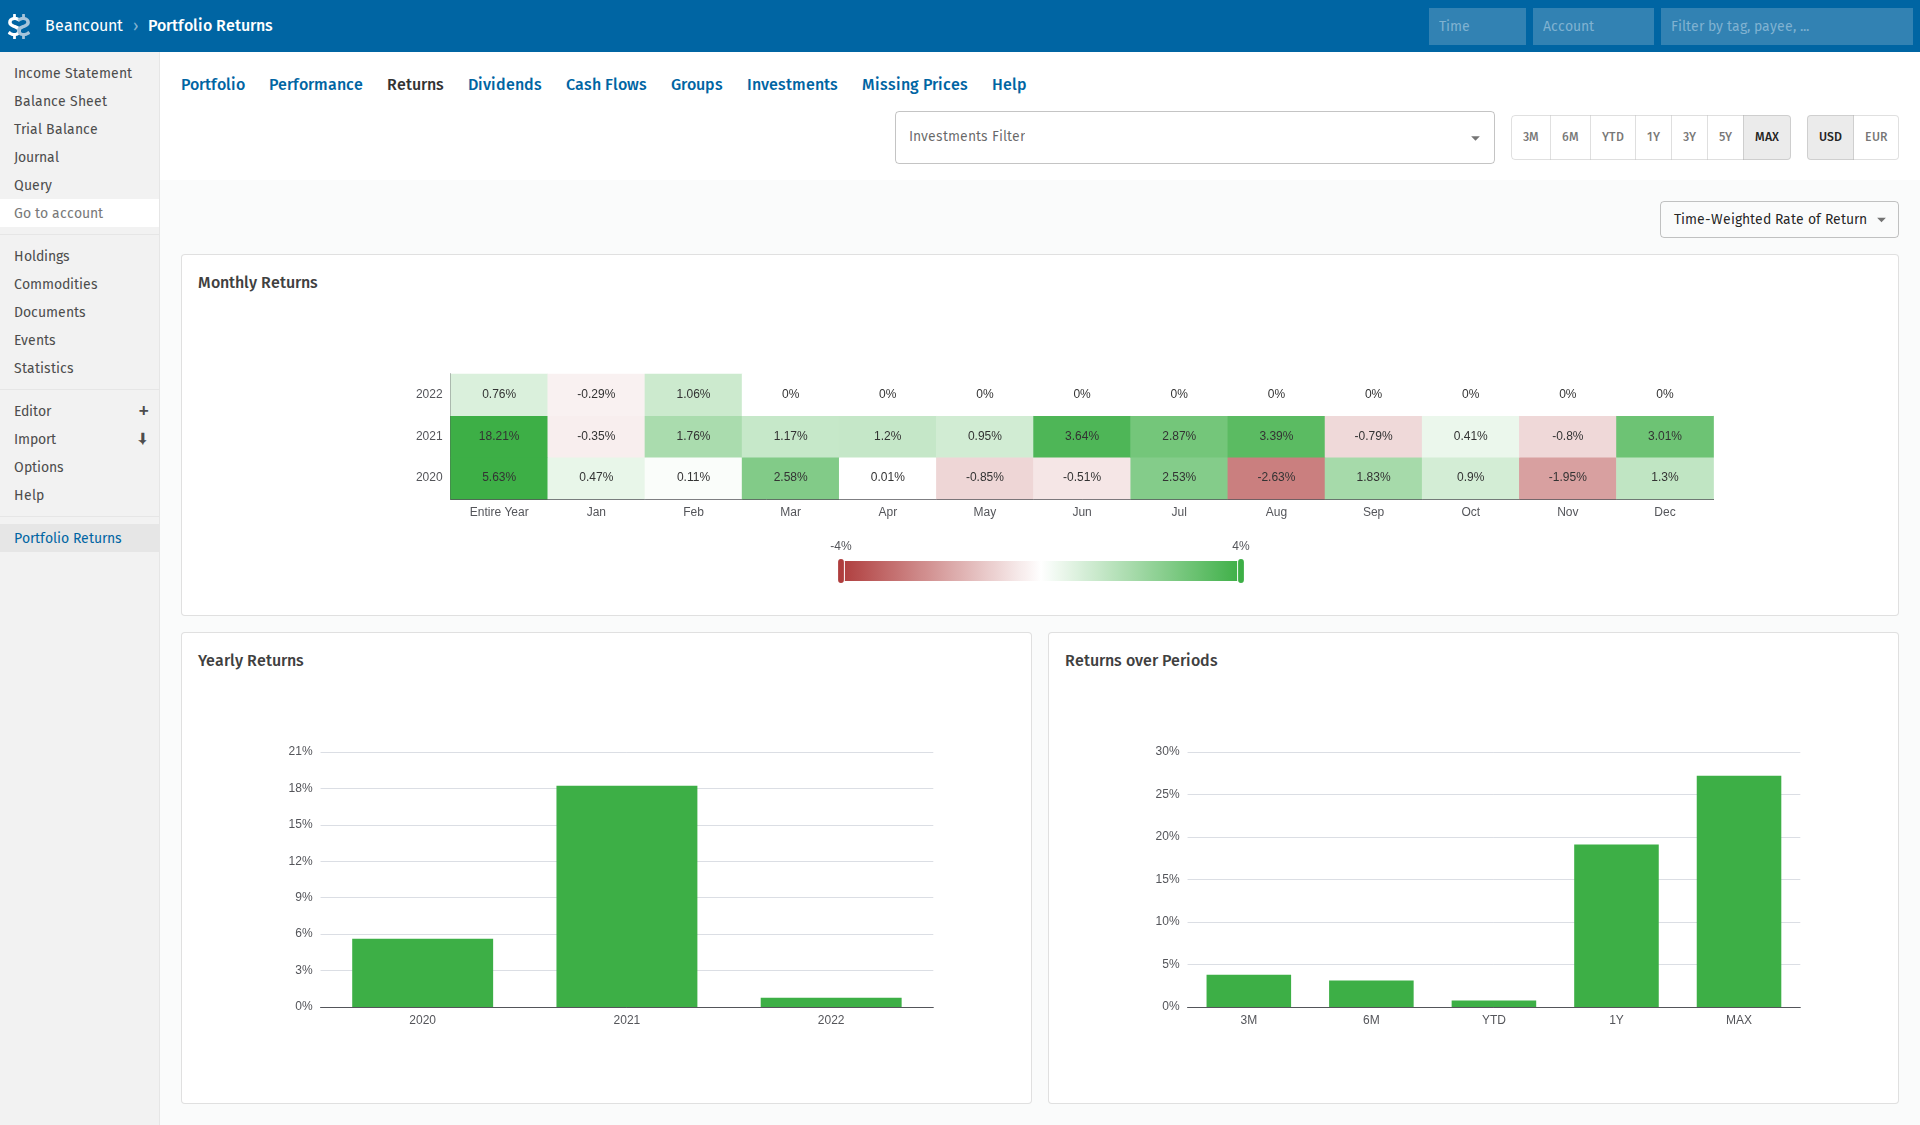 Beancount › Portfolio Returns
Time
Account
Filter by tag, payee, ...
Income Statement
Balance Sheet
Trial Balance
Journal
Query
Go to account
Holdings
Commodities
Documents
Events
Statistics
Editor +
Import
Options
Help
Portfolio Returns
Portfolio Performance Returns Dividends Cash Flows Groups Investments Missing Prices Help
Investments Filter
3M 6M YTD 1Y 3Y 5Y MAX
USD EUR
Time-Weighted Rate of Return
Monthly Returns
2022 0.76% -0.29% 1.06% 0% 0% 0% 0% 0% 0% 0% 0% 0% 0%
2021 18.21% -0.35% 1.76% 1.17% 1.2% 0.95% 3.64% 2.87% 3.39% -0.79% 0.41% -0.8% 3.01%
2020 5.63% 0.47% 0.11% 2.58% 0.01% -0.85% -0.51% 2.53% -2.63% 1.83% 0.9% -1.95% 1.3%
Entire Year Jan Feb Mar Apr May Jun Jul Aug Sep Oct Nov Dec
-4% 4%
Yearly Returns
21%
18%
15%
12%
9%
6%
3%
0%
2020 2021 2022
Returns over Periods
30%
25%
20%
15%
10%
5%
0%
3M 6M YTD 1Y MAX